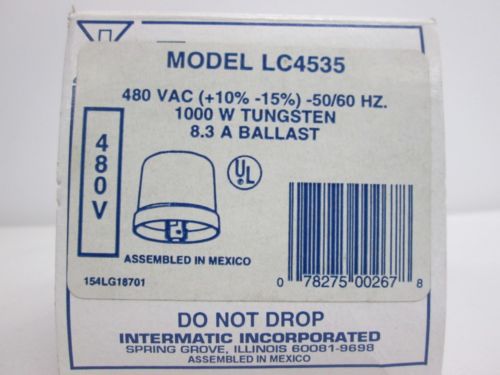 MODEL LC4535
480 VAC (+10% -15%) -50/60 HZ.
1000 W TUNGSTEN
8.3 A BALLAST
480V
UL
ASSEMBLED IN MEXICO
154LG18701
0 78275 00267 8
DO NOT DROP
INTERMATIC INCORPORATED
SPRING GROVE, ILLINOIS 60081-9698
ASSEMBLED IN MEXICO